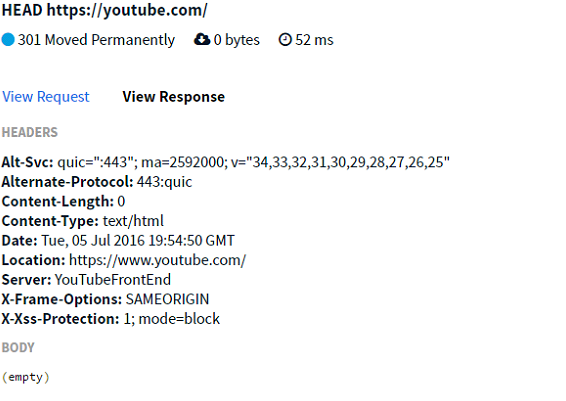 HEAD https://youtube.com/
301 Moved Permanently 0 bytes 52 ms
View Request View Response
HEADERS
Alt-Svc: quic=":443"; ma=2592000; v="34,33,32,31,30,29,28,27,26,25"
Alternate-Protocol: 443:quic
Content-Length: 0
Content-Type: text/html
Date: Tue, 05 Jul 2016 19:54:50 GMT
Location: https://www.youtube.com/
Server: YouTubeFrontEnd
X-Frame-Options: SAMEORIGIN
X-Xss-Protection: 1; mode=block
BODY
(empty)